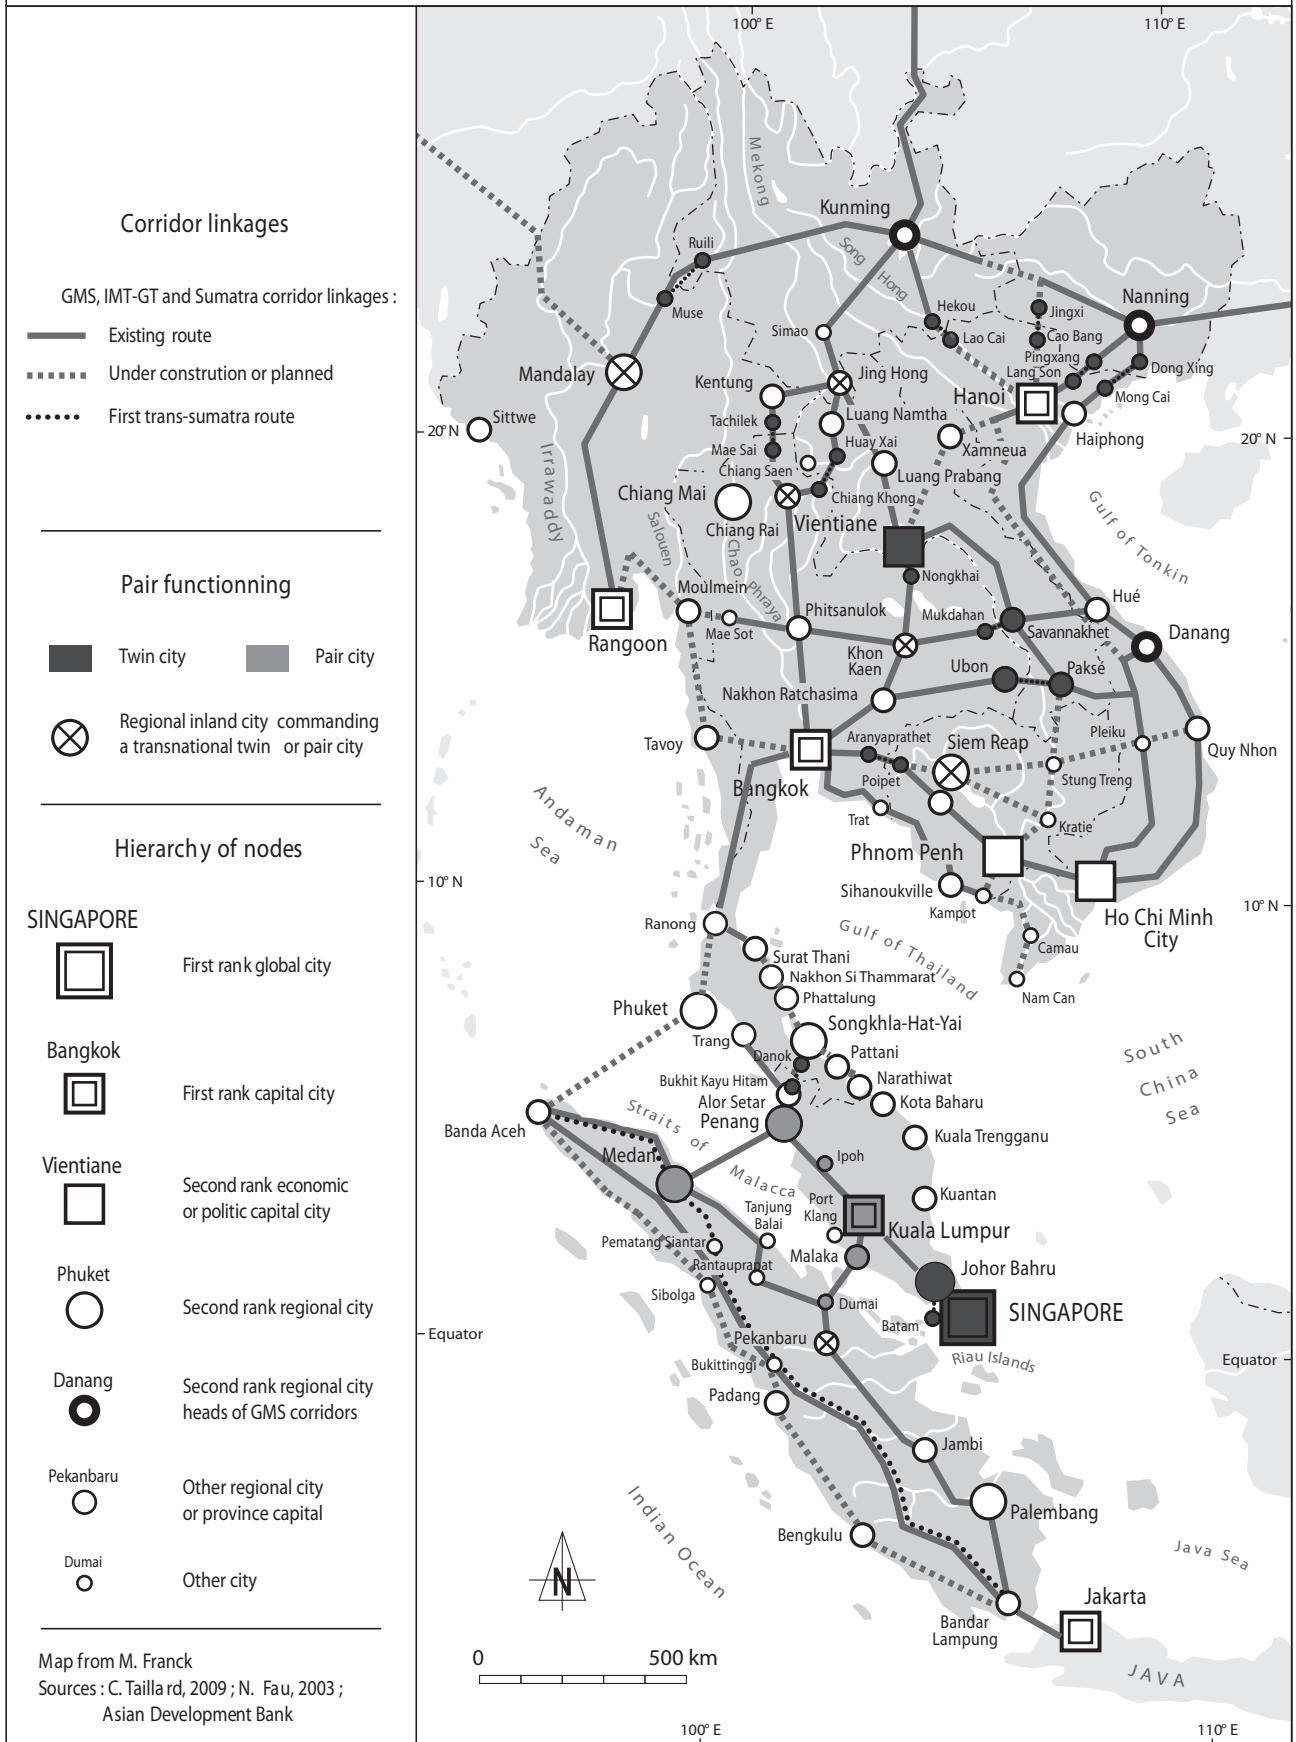 Corridor linkages
GMS, IMT-GT and Sumatra corridor linkages :
Existing route
Under constrution or planned
First trans-sumatra route
Pair functionning
Twin city
Pair city
Regional inland city commanding
a transnational twin or pair city
Hierarchy of nodes
SINGAPORE
First rank global city
Bangkok
First rank capital city
Vientiane
Second rank economic
or politic capital city
Phuket
Second rank regional city
Danang
Second rank regional city
heads of GMS corridors
Pekanbaru
Other regional city
or province capital
Dumai
Other city
Map from M. Franck
Sources : C. Taillard, 2009 ; N. Fau, 2003 ;
Asian Development Bank
100° E
110° E
Mekong
Kunming
Song
Hong
Ruili
Muse
Hekou
Lao Cai
Jingxi
Nanning
Cao Bang
Pingxang
Lang Son
Dong Xing
Mong Cai
Simao
Mandalay
Kentung
Jing Hong
Hanoi
Haiphong
Sittwe
20° N
20° N
Tachilek
Luang Namtha
Mae Sai
Huay Xai
Xamneua
Chiang Saen
Luang Prabang
Irrawaddy
Chiang Mai
Chiang Khong
Chiang Rai
Vientiane
Gulf of Tonkin
Salouen
Chao
Phraya
Nongkhai
Moulmein
Phitsanulok
Mukdahan
Hué
Mae Sot
Savannakhet
Danang
Rangoon
Khon
Kaen
Ubon
Paksé
Nakhon Ratchasima
Tavoy
Aranyaprathet
Siem Reap
Pleiku
Quy Nhon
Poipet
Stung Treng
Bangkok
Trat
Kratie
Andaman
Sea
Phnom Penh
10° N
10° N
Sihanoukville
Kampot
Ho Chi Minh
City
Ranong
Gulf of Thailand
Camau
Surat Thani
Nakhon Si Thammarat
Nam Can
Phattalung
Phuket
Songkhla-Hat-Yai
Trang
Danok
Pattani
South
China
Sea
Bukhit Kayu Hitam
Narathiwat
Alor Setar
Kota Baharu
Penang
Banda Aceh
Straits of
Malacca
Kuala Trengganu
Medan
Ipoh
Kuantan
Tanjung
Balai
Port
Klang
Kuala Lumpur
Pematang Siantar
Malaka
Rantauprapat
Johor Bahru
Sibolga
Dumai
Batam
SINGAPORE
Equator
Pekanbaru
Riau Islands
Equator
Bukittinggi
Padang
Jambi
Indian Ocean
Palembang
Bengkulu
Java Sea
N
Jakarta
Bandar
Lampung
0
500 km
JAVA
100° E
110° E